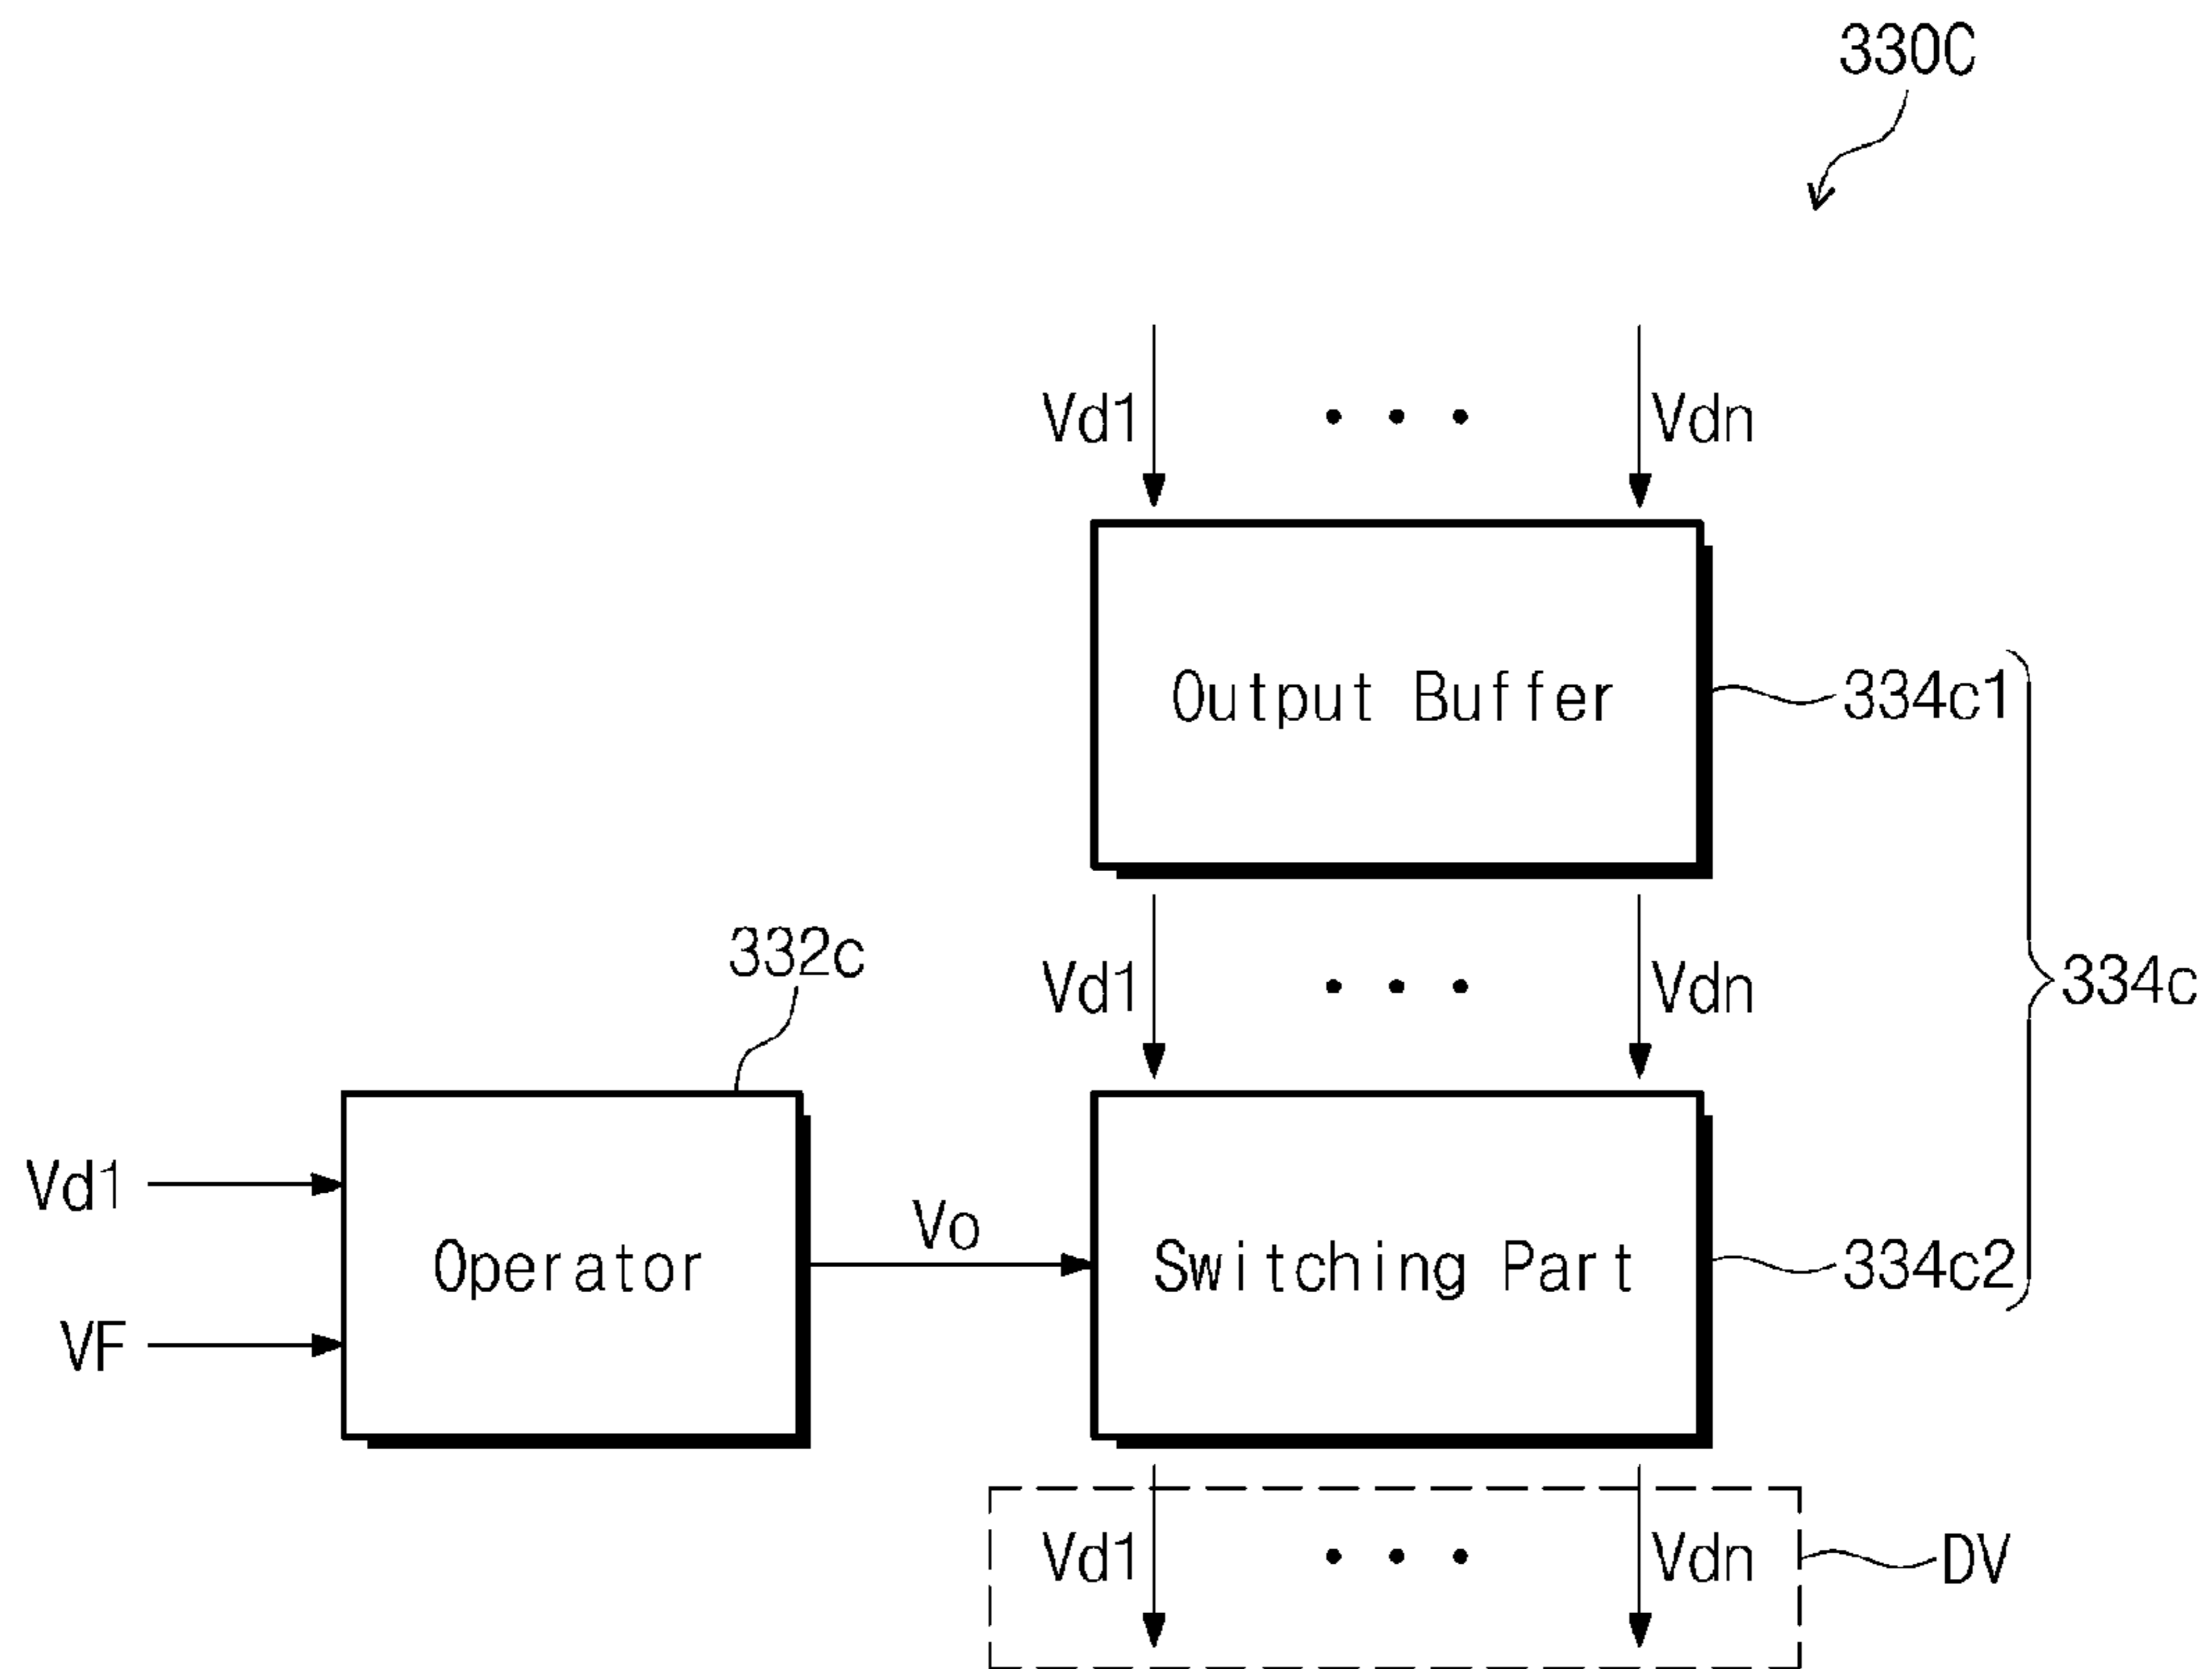 330C
Vd1 • • • Vdn
Output Buffer
334c1
332c
Vd1 • • • Vdn
334c
Vd1
VF
Operator
Vo
Switching Part
334c2
Vd1 • • • Vdn
DV